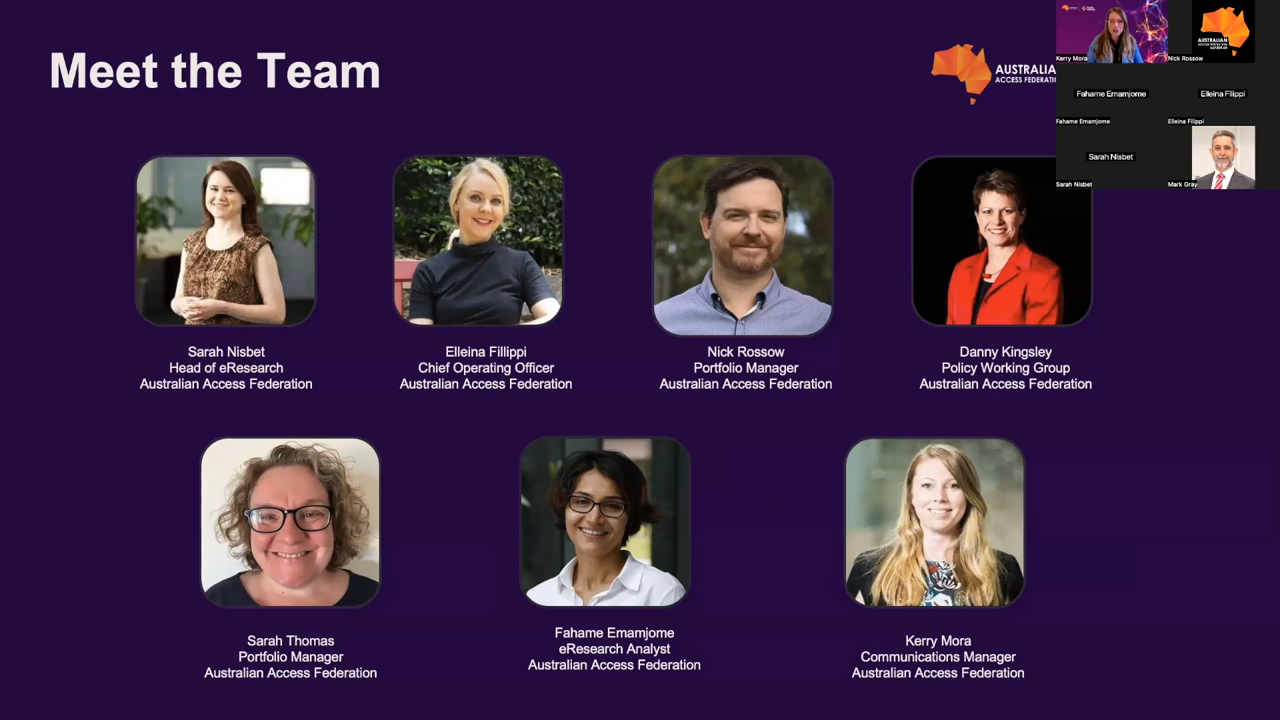 Meet the Team
AUSTRALIA
ACCESS FEDERATIO
Sarah Nisbet
Head of eResearch
Australian Access Federation
Elleina Fillippi
Chief Operating Officer
Australian Access Federation
Nick Rossow
Portfolio Manager
Australian Access Federation
Danny Kingsley
Policy Working Group
Australian Access Federation
Sarah Thomas
Portfolio Manager
Australian Access Federation
Fahame Emamjome
eResearch Analyst
Australian Access Federation
Kerry Mora
Communications Manager
Australian Access Federation
Kerry Mora
AUSTRALIAN
ACCESS FEDERATION
Nick Rossow
Fahame Emamjome
Elleina Filippi
Fahame Emamjome
Elleina Filippi
Sarah Nisbet
Sarah Nisbet
Mark Gray